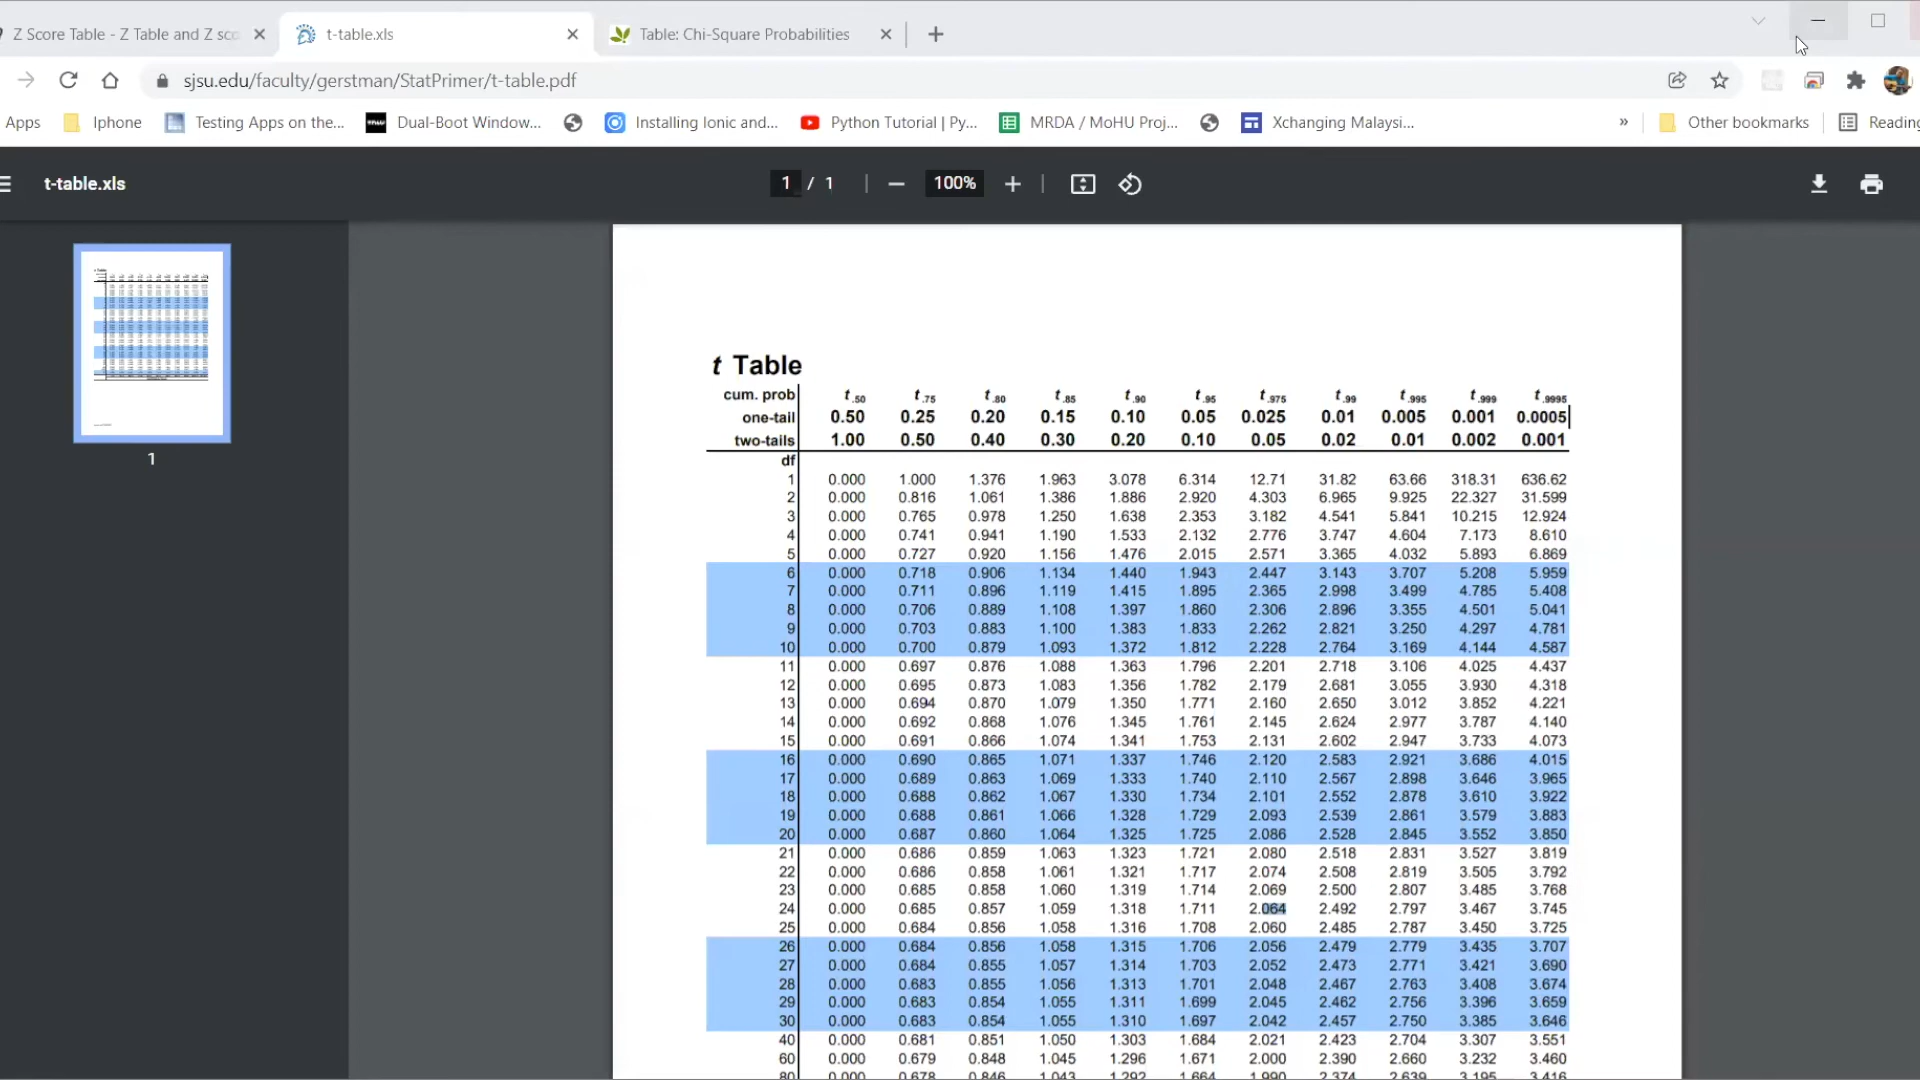 Z Score Table - Z Table and Z sco
t-table.xls
Table: Chi-Square Probabilities
sjsu.edu/faculty/gerstman/StatPrimer/t-table.pdf
Apps
Iphone
Testing Apps on the...
Dual-Boot Window...
Installing Ionic and...
Python Tutorial | Py...
MRDA / MoHU Proj...
Xchanging Malaysi...
»
Other bookmarks
Reading
t-table.xls
1 / 1
100%
1
t Table
cum. prob t.50 t.75 t.80 t.85 t.90 t.95 t.975 t.99 t.995 t.999 t.9995
one-tail 0.50 0.25 0.20 0.15 0.10 0.05 0.025 0.01 0.005 0.001 0.0005
two-tails 1.00 0.50 0.40 0.30 0.20 0.10 0.05 0.02 0.01 0.002 0.001
df
1 0.000 1.000 1.376 1.963 3.078 6.314 12.71 31.82 63.66 318.31 636.62
2 0.000 0.816 1.061 1.386 1.886 2.920 4.303 6.965 9.925 22.327 31.599
3 0.000 0.765 0.978 1.250 1.638 2.353 3.182 4.541 5.841 10.215 12.924
4 0.000 0.741 0.941 1.190 1.533 2.132 2.776 3.747 4.604 7.173 8.610
5 0.000 0.727 0.920 1.156 1.476 2.015 2.571 3.365 4.032 5.893 6.869
6 0.000 0.718 0.906 1.134 1.440 1.943 2.447 3.143 3.707 5.208 5.959
7 0.000 0.711 0.896 1.119 1.415 1.895 2.365 2.998 3.499 4.785 5.408
8 0.000 0.706 0.889 1.108 1.397 1.860 2.306 2.896 3.355 4.501 5.041
9 0.000 0.703 0.883 1.100 1.383 1.833 2.262 2.821 3.250 4.297 4.781
10 0.000 0.700 0.879 1.093 1.372 1.812 2.228 2.764 3.169 4.144 4.587
11 0.000 0.697 0.876 1.088 1.363 1.796 2.201 2.718 3.106 4.025 4.437
12 0.000 0.695 0.873 1.083 1.356 1.782 2.179 2.681 3.055 3.930 4.318
13 0.000 0.694 0.870 1.079 1.350 1.771 2.160 2.650 3.012 3.852 4.221
14 0.000 0.692 0.868 1.076 1.345 1.761 2.145 2.624 2.977 3.787 4.140
15 0.000 0.691 0.866 1.074 1.341 1.753 2.131 2.602 2.947 3.733 4.073
16 0.000 0.690 0.865 1.071 1.337 1.746 2.120 2.583 2.921 3.686 4.015
17 0.000 0.689 0.863 1.069 1.333 1.740 2.110 2.567 2.898 3.646 3.965
18 0.000 0.688 0.862 1.067 1.330 1.734 2.101 2.552 2.878 3.610 3.922
19 0.000 0.688 0.861 1.066 1.328 1.729 2.093 2.539 2.861 3.579 3.883
20 0.000 0.687 0.860 1.064 1.325 1.725 2.086 2.528 2.845 3.552 3.850
21 0.000 0.686 0.859 1.063 1.323 1.721 2.080 2.518 2.831 3.527 3.819
22 0.000 0.686 0.858 1.061 1.321 1.717 2.074 2.508 2.819 3.505 3.792
23 0.000 0.685 0.858 1.060 1.319 1.714 2.069 2.500 2.807 3.485 3.768
24 0.000 0.685 0.857 1.059 1.318 1.711 2.064 2.492 2.797 3.467 3.745
25 0.000 0.684 0.856 1.058 1.316 1.708 2.060 2.485 2.787 3.450 3.725
26 0.000 0.684 0.856 1.058 1.315 1.706 2.056 2.479 2.779 3.435 3.707
27 0.000 0.684 0.855 1.057 1.314 1.703 2.052 2.473 2.771 3.421 3.690
28 0.000 0.683 0.855 1.056 1.313 1.701 2.048 2.467 2.763 3.408 3.674
29 0.000 0.683 0.854 1.055 1.311 1.699 2.045 2.462 2.756 3.396 3.659
30 0.000 0.683 0.854 1.055 1.310 1.697 2.042 2.457 2.750 3.385 3.646
40 0.000 0.681 0.851 1.050 1.303 1.684 2.021 2.423 2.704 3.307 3.551
60 0.000 0.679 0.848 1.045 1.296 1.671 2.000 2.390 2.660 3.232 3.460
80 0.000 0.678 0.846 1.043 1.292 1.664 1.990 2.374 2.639 3.195 3.416